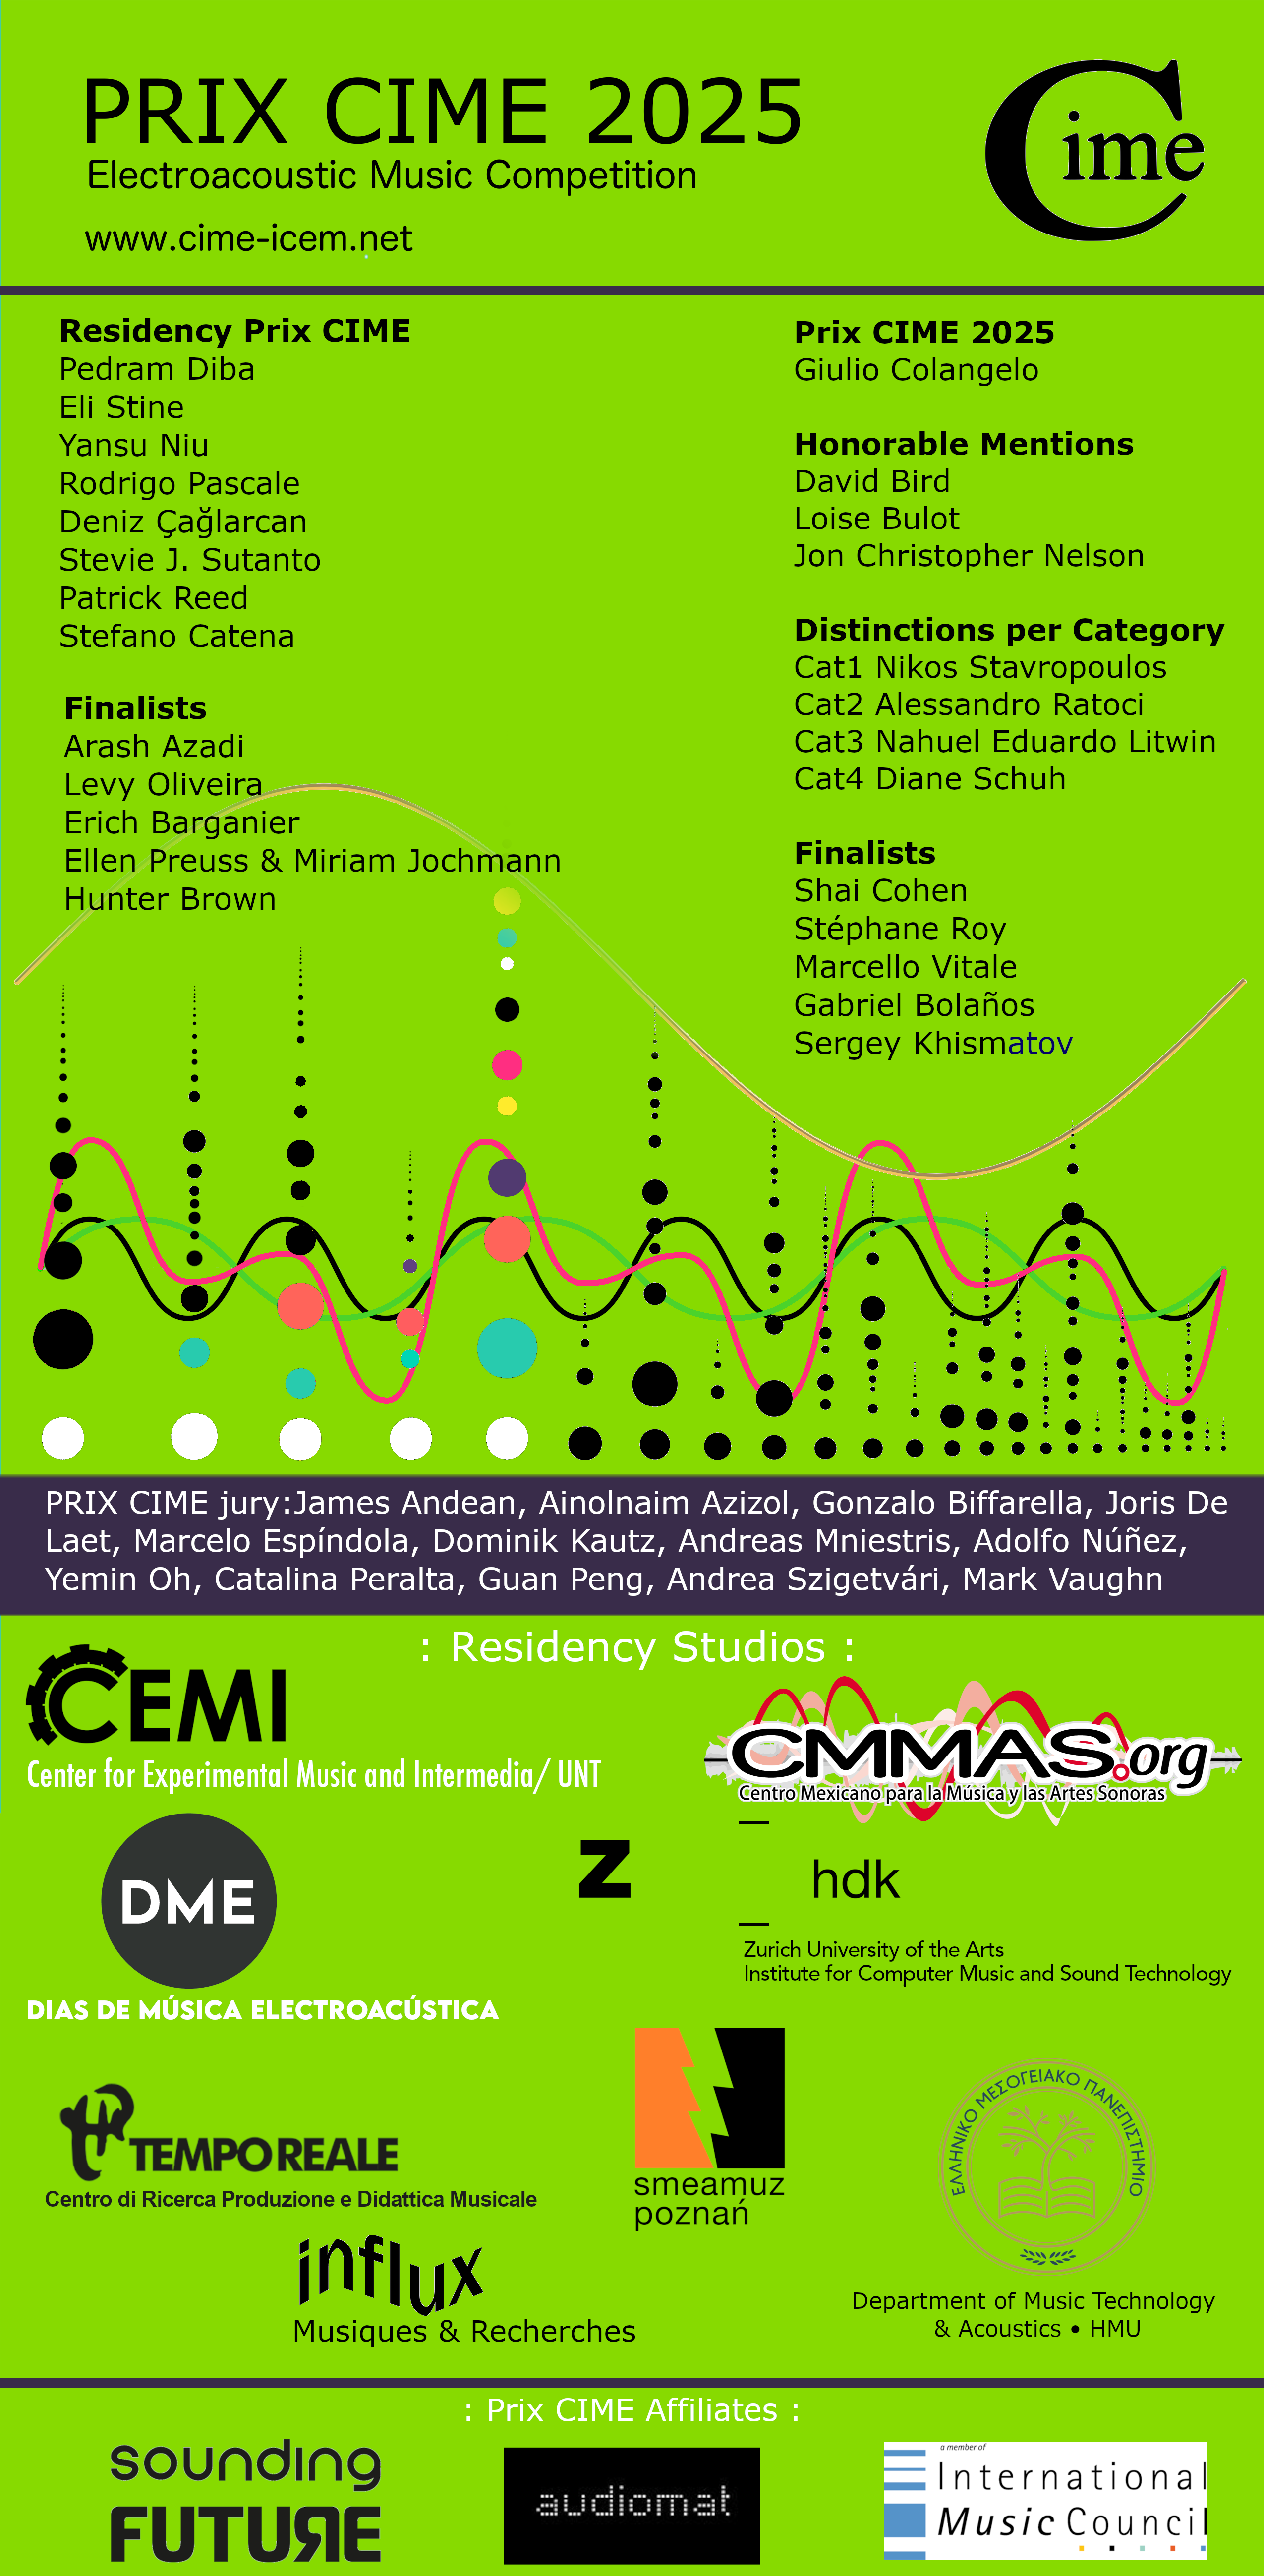 PRIX CIME 2025
Electroacoustic Music Competition
www.cime-icem.net
Cime
Residency Prix CIME
Pedram Diba
Eli Stine
Yansu Niu
Rodrigo Pascale
Deniz Çağlarcan
Stevie J. Sutanto
Patrick Reed
Stefano Catena
Finalists
Arash Azadi
Levy Oliveira
Erich Barganier
Ellen Preuss & Miriam Jochmann
Hunter Brown
Prix CIME 2025
Giulio Colangelo
Honorable Mentions
David Bird
Loise Bulot
Jon Christopher Nelson
Distinctions per Category
Cat1 Nikos Stavropoulos
Cat2 Alessandro Ratoci
Cat3 Nahuel Eduardo Litwin
Cat4 Diane Schuh
Finalists
Shai Cohen
Stéphane Roy
Marcello Vitale
Gabriel Bolaños
Sergey Khismatov
PRIX CIME jury:James Andean, Ainolnaim Azizol, Gonzalo Biffarella, Joris De
Laet, Marcelo Espíndola, Dominik Kautz, Andreas Mniestris, Adolfo Núñez,
Yemin Oh, Catalina Peralta, Guan Peng, Andrea Szigetvári, Mark Vaughn
: Residency Studios :
CEMI
Center for Experimental Music and Intermedia/ UNT
CMMAS.org
Centro Mexicano para la Música y las Artes Sonoras
DME
DIAS DE MÚSICA ELECTROACÚSTICA
z
hdk
Zurich University of the Arts
Institute for Computer Music and Sound Technology
TEMPO REALE
Centro di Ricerca Produzione e Didattica Musicale
smeamuz
poznań
ΕΛΛΗΝΙΚΟ ΜΕΣΟΓΕΙΑΚΟ ΠΑΝΕΠΙΣΤΗΜΙΟ
Department of Music Technology
& Acoustics • HMU
influx
Musiques & Recherches
: Prix CIME Affiliates :
sounding
FUTURE
audiomat
a member of
International
Music Council